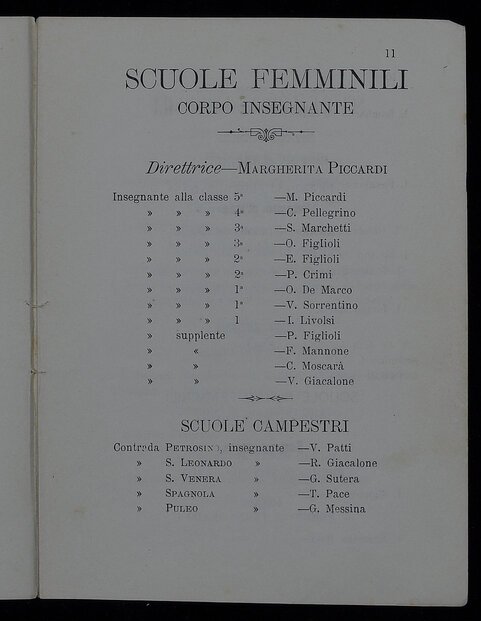 11
SCUOLE FEMMINILI
CORPO INSEGNANTE
Direttrice—MARGHERITA PICCARDI
Insegnante alla classe 5ª —M. Piccardi
» » » 4ª —C. Pellegrino
» » » 3ª —S. Marchetti
» » » 3ª —O. Figlioli
» » » 2ª —E. Figlioli
» » » 2ª —P. Crimi
» » » 1ª —O. De Marco
» » » 1ª —V. Sorrentino
» » » 1 —I. Livolsi
» supplente —P. Figlioli
» « —F. Mannone
» » —C. Moscarà
» » —V. Giacalone
SCUOLE CAMPESTRI
Contrada PETROSINO, insegnante —V. Patti
» S. LEONARDO » —R. Giacalone
» S. VENERA » —G. Sutera
» SPAGNOLA » —T. Pace
» PULEO » —G. Messina